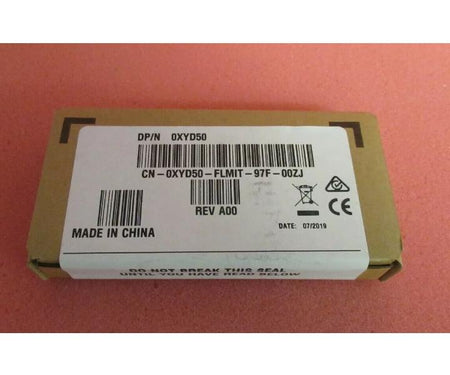 DP/N 0XYD50
CN-0XYD50-FLMIT-97F-00ZJ
REV A00
MADE IN CHINA
CE
DATE: 07/2019
DO NOT BREAK THIS SEAL
UNTIL YOU HAVE READ BELOW